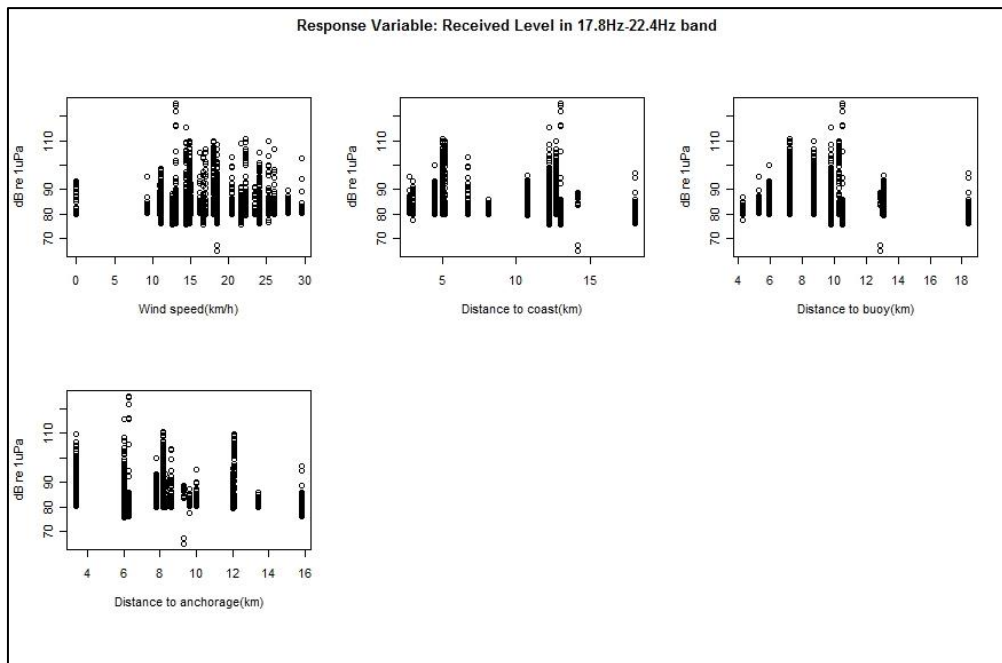 Response Variable: Received Level in 17.8Hz-22.4Hz band
dB re 1uPa
110
90
80
70
0 5 10 15 20 25 30
Wind speed(km/h)
dB re 1uPa
110
90
80
70
5 10 15
Distance to coast(km)
dB re 1uPa
110
90
80
70
4 6 8 10 12 14 16 18
Distance to buoy(km)
dB re 1uPa
110
90
80
70
4 6 8 10 12 14 16
Distance to anchorage(km)